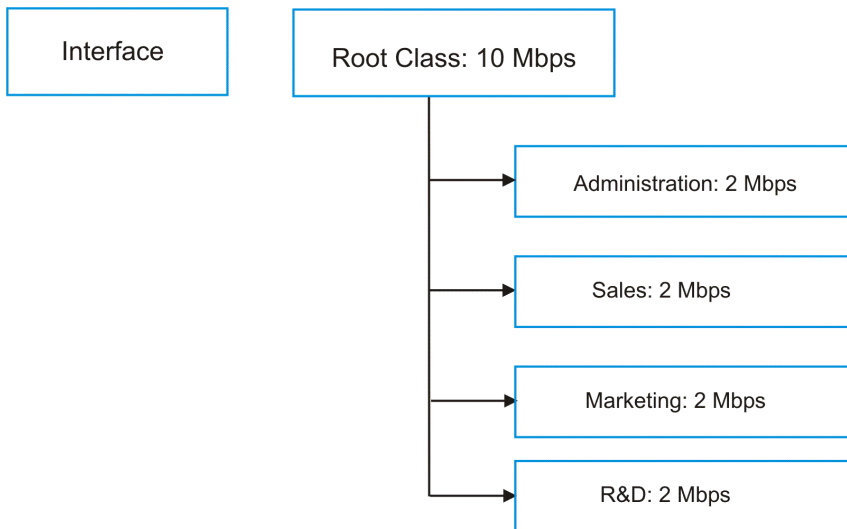 Interface
Root Class: 10 Mbps
Administration: 2 Mbps
Sales: 2 Mbps
Marketing: 2 Mbps
R&D: 2 Mbps